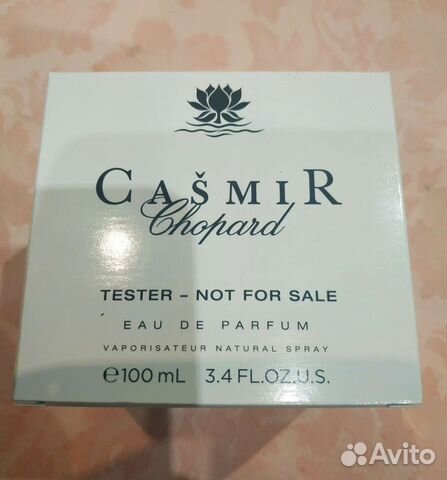 CAŠMIR
Chopard
TESTER – NOT FOR SALE
EAU DE PARFUM
VAPORISATEUR NATURAL SPRAY
℮100 mL 3.4 FL.OZ.U.S.
Avito